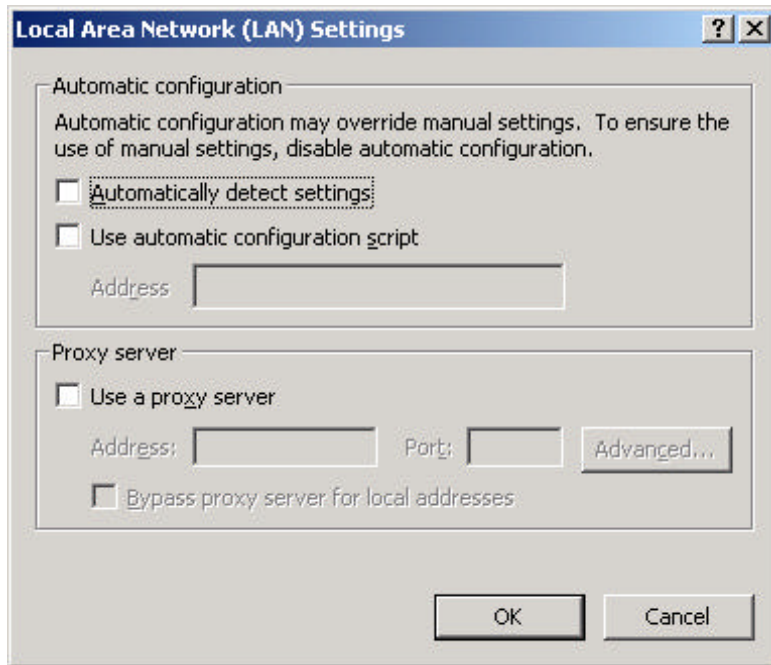 Local Area Network (LAN) Settings
Automatic configuration
Automatic configuration may override manual settings. To ensure the
use of manual settings, disable automatic configuration.
Automatically detect settings
Use automatic configuration script
Address
Proxy server
Use a proxy server
Address: Port: Advanced...
Bypass proxy server for local addresses
OK Cancel